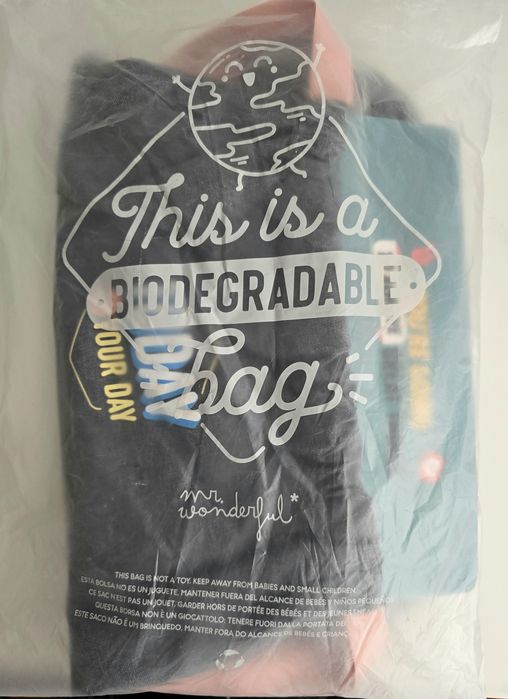 This is a
BIODEGRADABLE
bag
YOUR DAY
DAY
mr.
wonderful*
THIS BAG IS NOT A TOY. KEEP AWAY FROM BABIES AND SMALL CHILDREN.
ESTA BOLSA NO ES UN JUGUETE. MANTENER FUERA DEL ALCANCE DE BEBÉS Y NIÑOS PEQUEÑOS
CE SAC N'EST PAS UN JOUET. GARDER HORS DE PORTÉE DES BÉBÉS ET DES JEUNES
QUESTA BORSA NON È UN GIOCATTOLO: TENERE FUORI DALLA PORTATA DEI
ESTE SACO NÃO É UM BRINQUEDO. MANTER FORA DO ALCANCE DE BEBÉS E